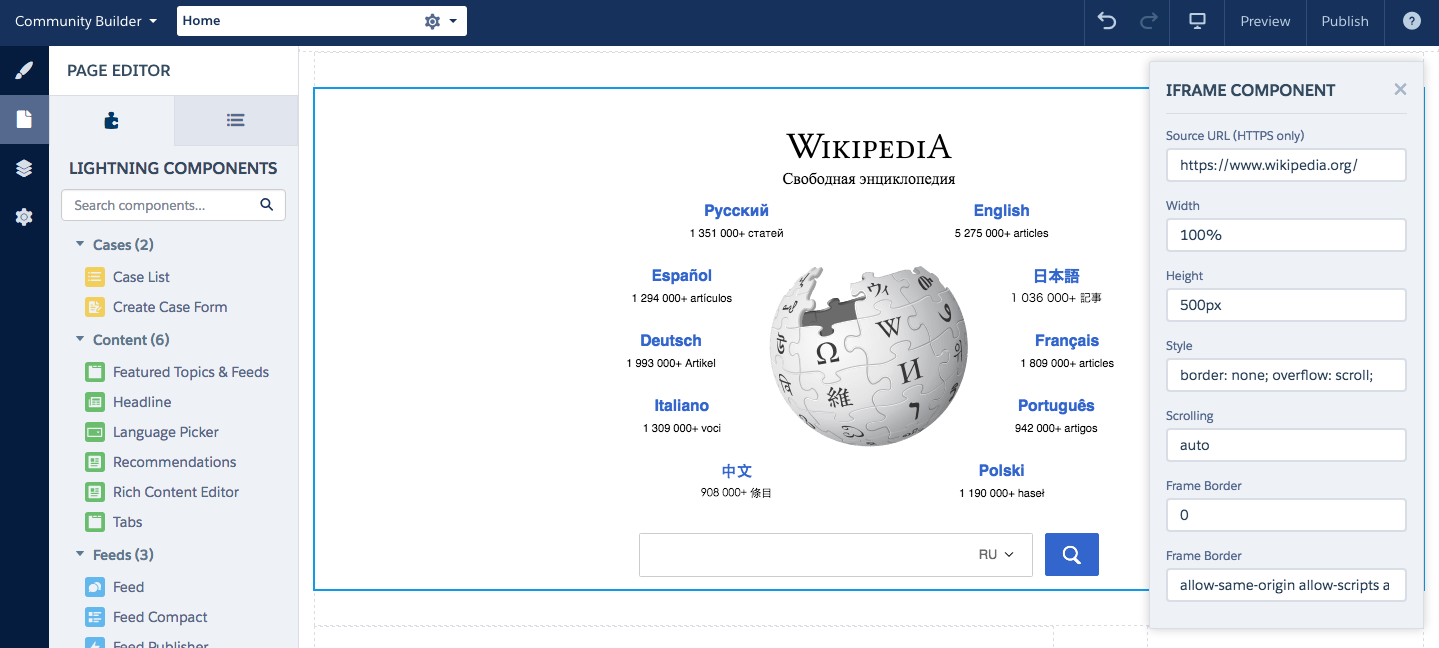 Community Builder
Home
Preview
Publish
?
PAGE EDITOR
LIGHTNING COMPONENTS
Search components...
Cases (2)
Case List
Create Case Form
Content (6)
Featured Topics & Feeds
Headline
Language Picker
Recommendations
Rich Content Editor
Tabs
Feeds (3)
Feed
Feed Compact
Feed Publisher
WIKIPEDIA
Свободная энциклопедия
Русский
1 351 000+ статей
English
5 275 000+ articles
Español
1 294 000+ artículos
日本語
1 036 000+ 記事
Deutsch
1 993 000+ Artikel
Français
1 809 000+ articles
Italiano
1 309 000+ voci
Português
942 000+ artigos
中文
908 000+ 條目
Polski
1 190 000+ haseł
Ω
W
И
維
ウィ
RU
IFRAME COMPONENT
Source URL (HTTPS only)
https://www.wikipedia.org/
Width
100%
Height
500px
Style
border: none; overflow: scroll;
Scrolling
auto
Frame Border
0
Frame Border
allow-same-origin allow-scripts a